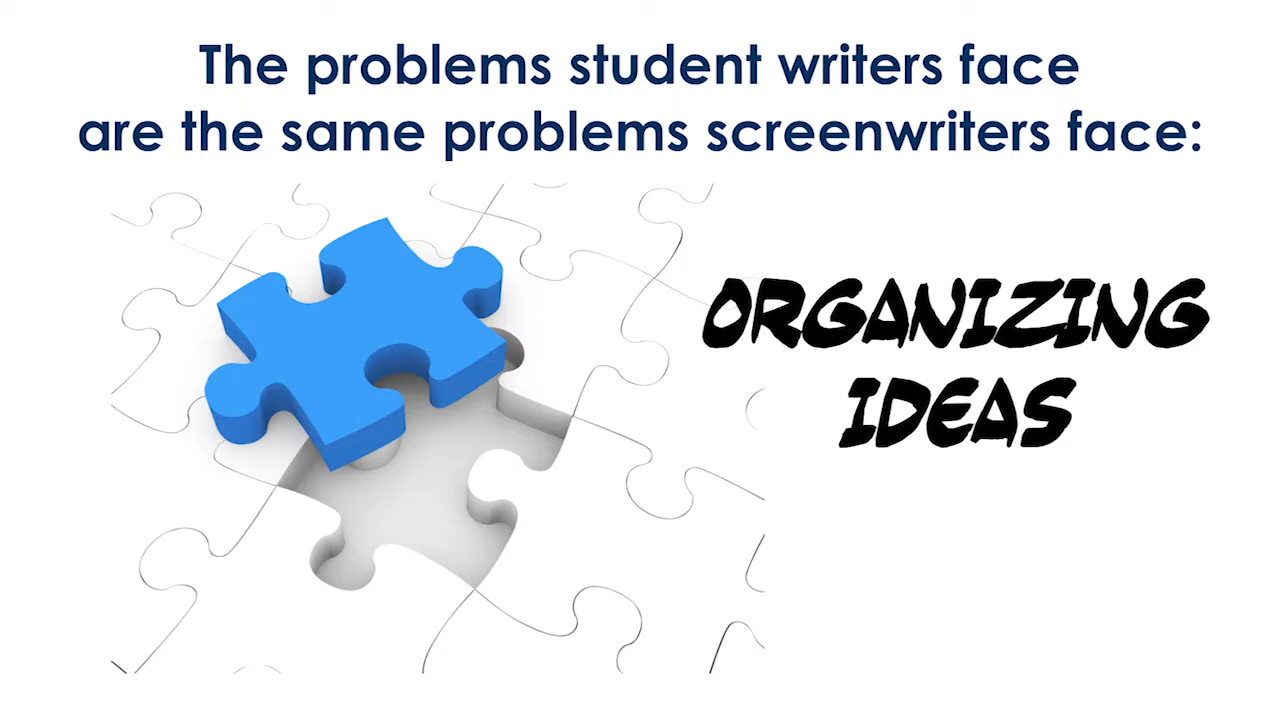 The problems student writers face
are the same problems screenwriters face:
ORGANIZING
IDEAS